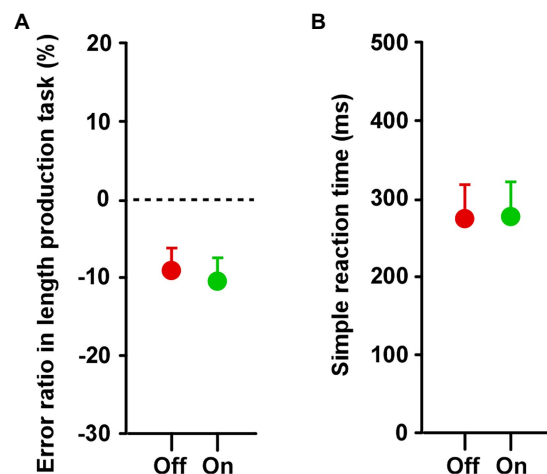 A
Error ratio in length production task (%)
20
10
0
-10
-20
-30
Off On
B
Simple reaction time (ms)
500
400
300
200
100
0
Off On